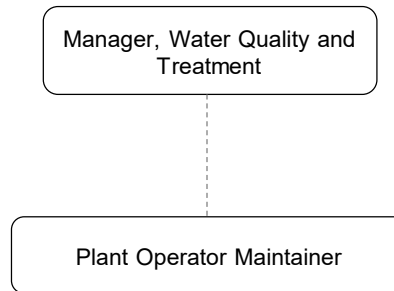 Manager, Water Quality and
Treatment
Plant Operator Maintainer